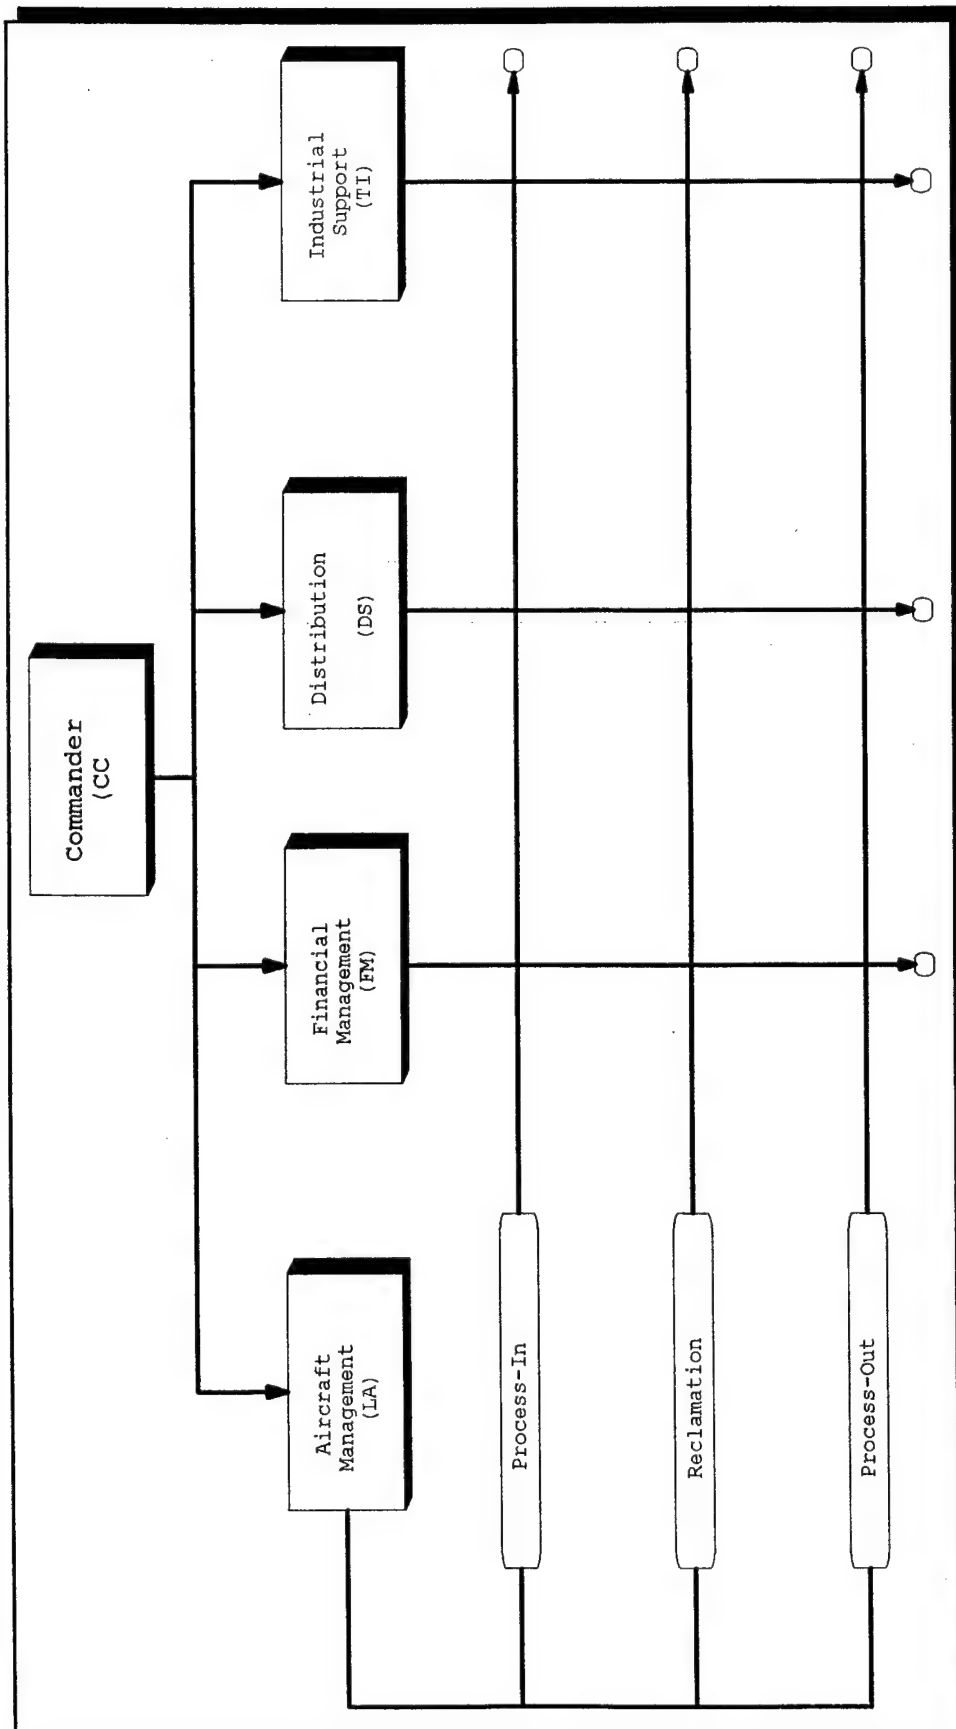 Commander
(CC
Aircraft
Management
(LA)
Financial
Management
(FM)
Distribution
(DS)
Industrial
Support
(TI)
Process-In
Reclamation
Process-Out